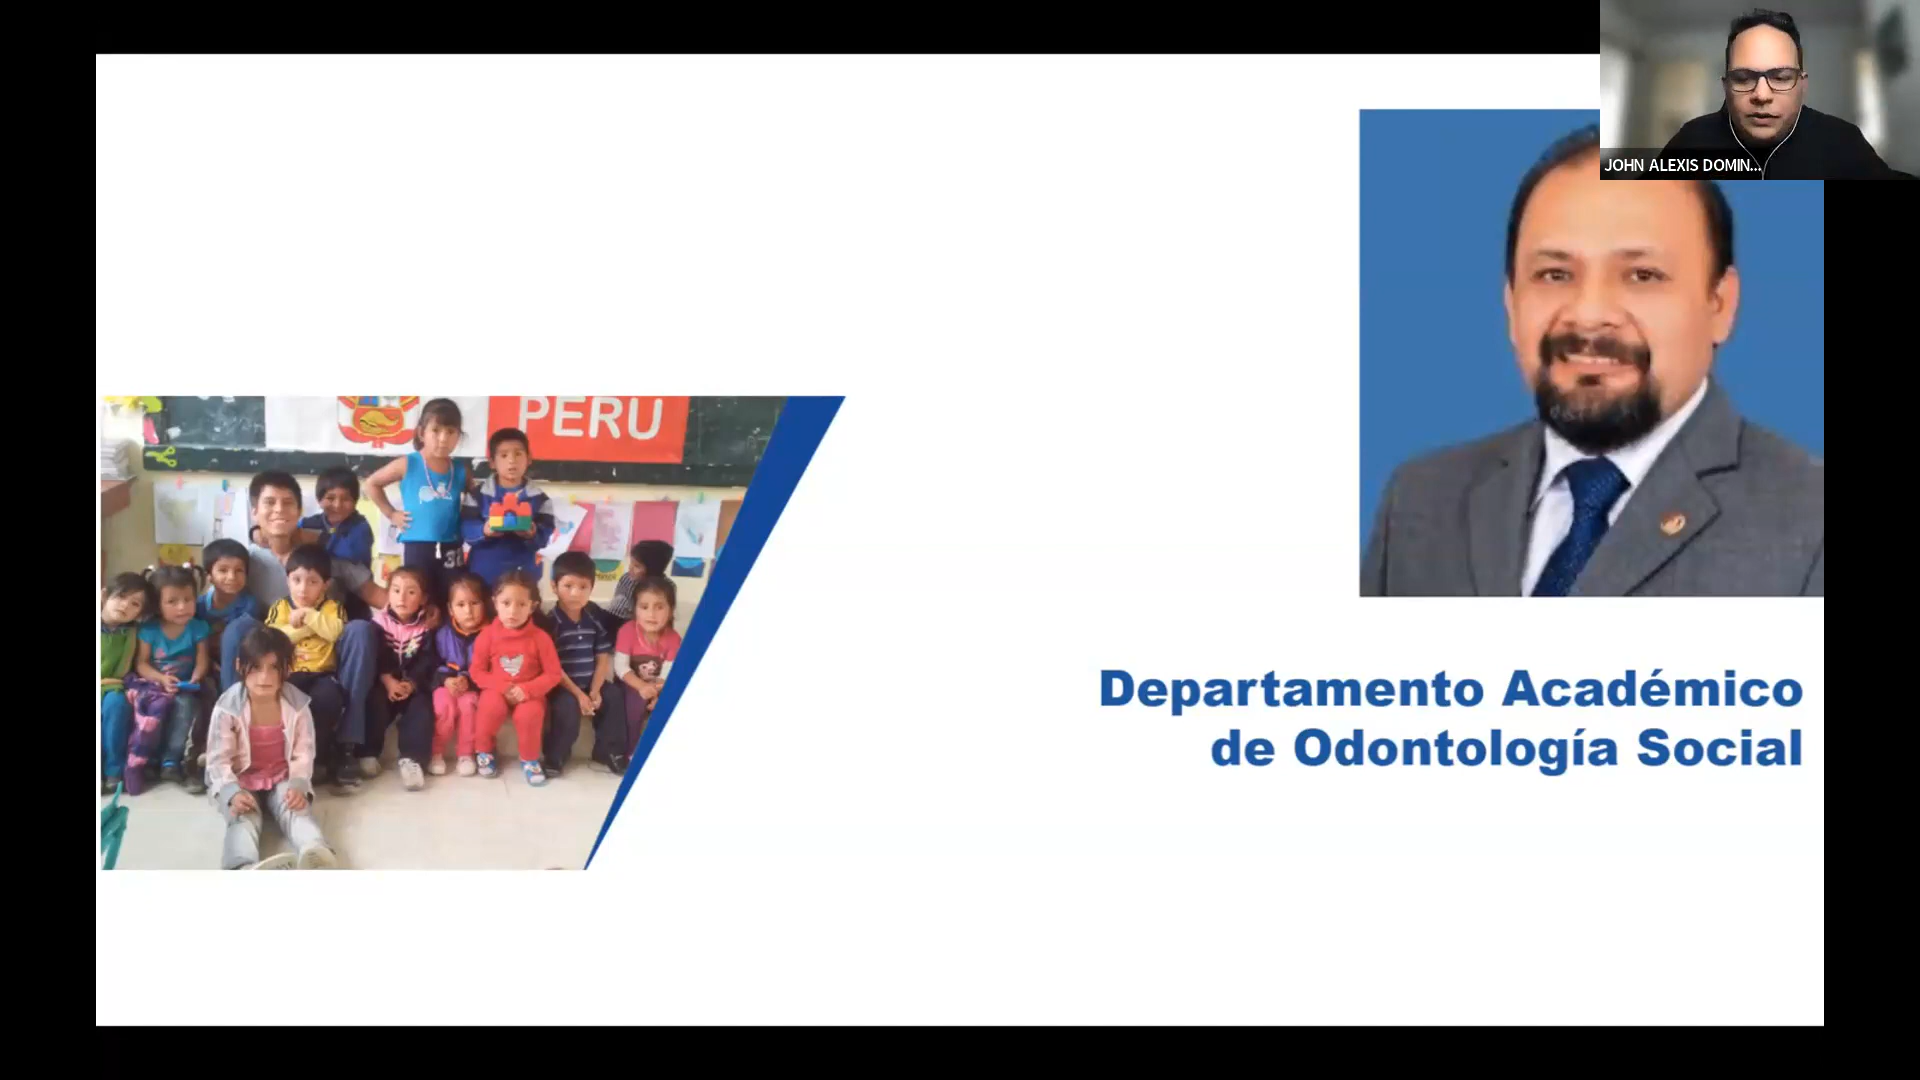 JOHN ALEXIS DOMIN...
PERU
Departamento Académico
de Odontología Social